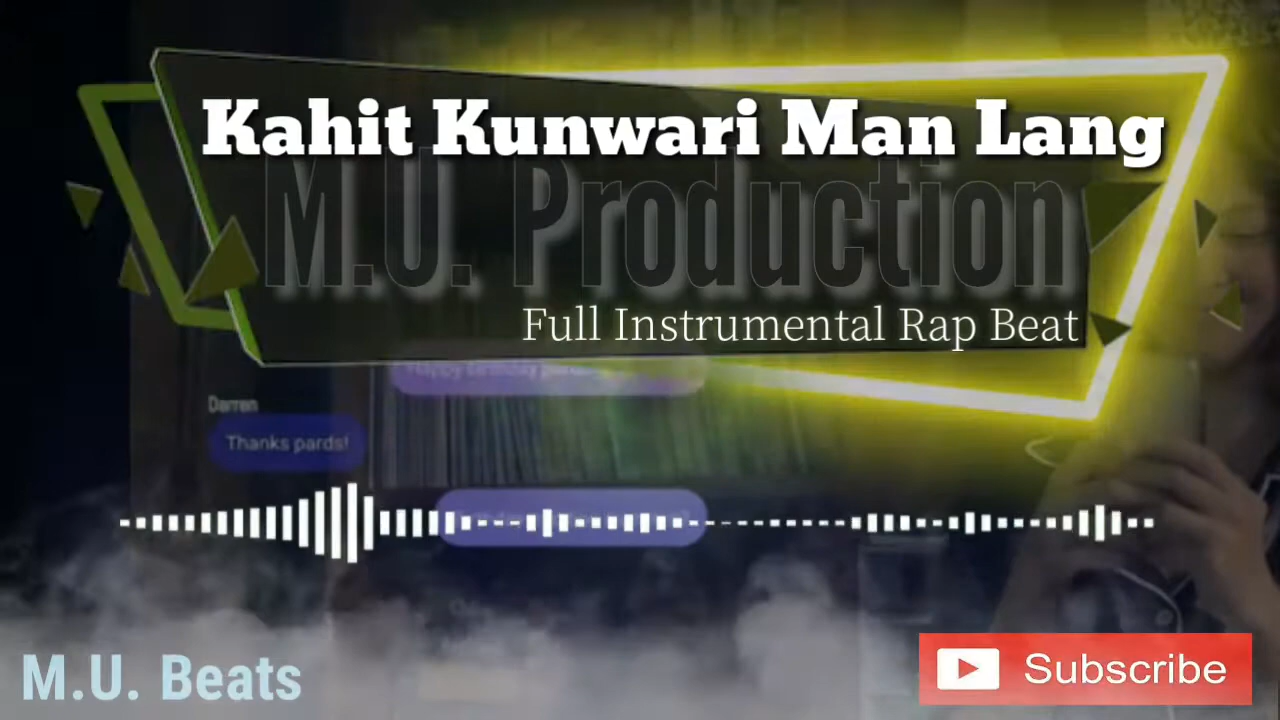 Kahit Kunwari Man Lang
M.U. Production
Full Instrumental Rap Beat
Darren
Thanks pards!
M.U. Beats
Subscribe